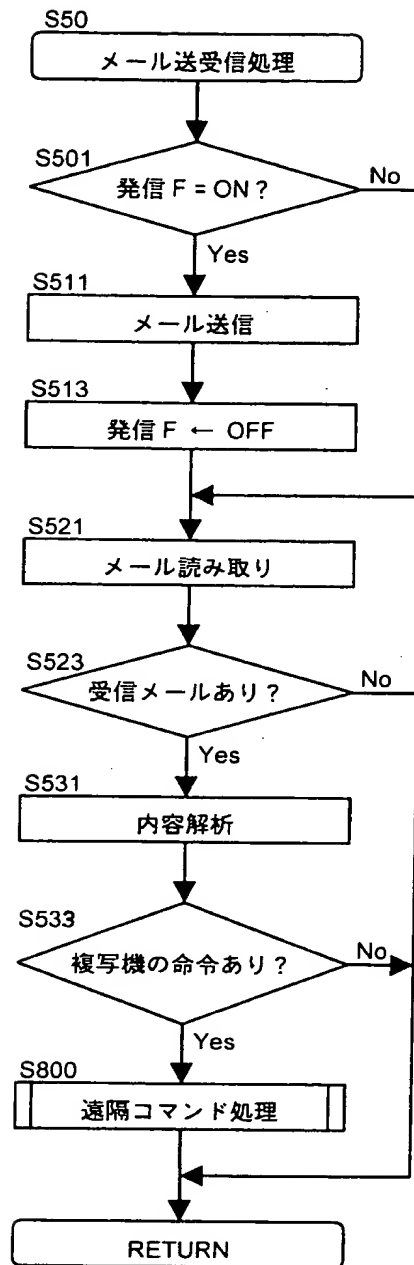 S50
メール送受信処理
S501
発信 F = ON ?
No
Yes
S511
メール送信
S513
発信 F ← OFF
S521
メール読み取り
S523
受信メールあり?
No
Yes
S531
内容解析
S533
複写機の命令あり?
No
Yes
S800
遠隔コマンド処理
RETURN